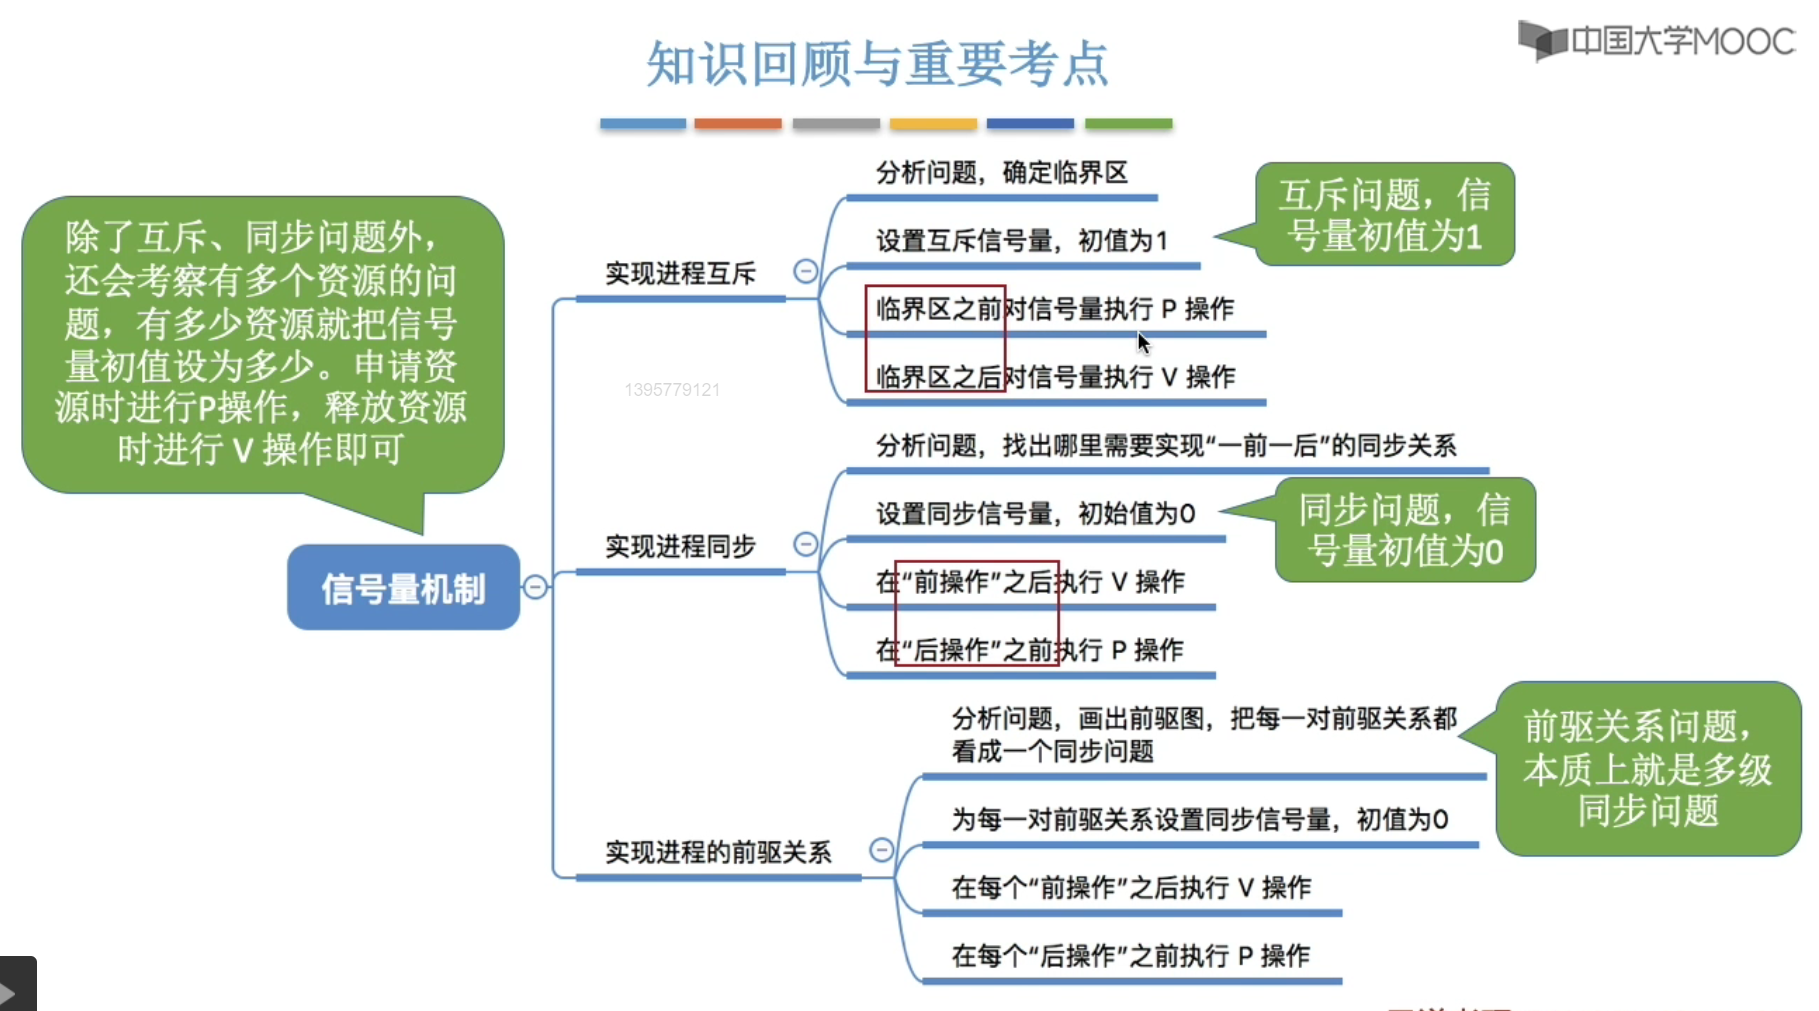 中国大学MOOC
知识回顾与重要考点
除了互斥、同步问题外，
还会考察有多个资源的问
题，有多少资源就把信号
量初值设为多少。申请资
源时进行P操作，释放资源
时进行 V 操作即可
信号量机制
实现进程互斥
分析问题，确定临界区
设置互斥信号量，初值为1
临界区之前对信号量执行 P 操作
临界区之后对信号量执行 V 操作
互斥问题，信
号量初值为1
1395779121
实现进程同步
分析问题，找出哪里需要实现“一前一后”的同步关系
设置同步信号量，初始值为0
在“前操作”之后执行 V 操作
在“后操作”之前执行 P 操作
同步问题，信
号量初值为0
实现进程的前驱关系
分析问题，画出前驱图，把每一对前驱关系都
看成一个同步问题
为每一对前驱关系设置同步信号量，初值为0
在每个“前操作”之后执行 V 操作
在每个“后操作”之前执行 P 操作
前驱关系问题，
本质上就是多级
同步问题